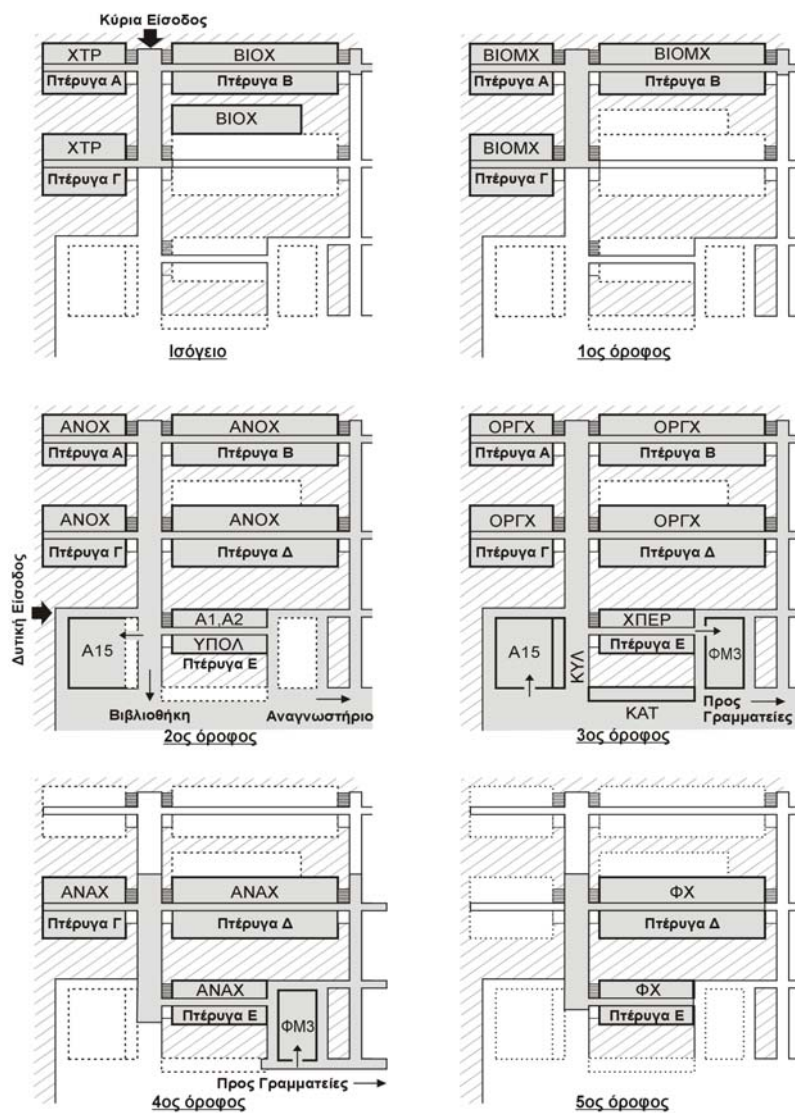 Κύρια Είσοδος
ΧΤΡ
ΒΙΟΧ
Πτέρυγα Α
Πτέρυγα Β
ΒΙΟΧ
ΧΤΡ
Πτέρυγα Γ
Ισόγειο
ΒΙΟΜΧ
ΒΙΟΜΧ
Πτέρυγα Α
Πτέρυγα Β
ΒΙΟΜΧ
Πτέρυγα Γ
1ος όροφος
ΑΝΟΧ
ΑΝΟΧ
Πτέρυγα Α
Πτέρυγα Β
ΑΝΟΧ
ΑΝΟΧ
Πτέρυγα Γ
Πτέρυγα Δ
Δυτική Είσοδος
Α1,Α2
Α15
ΥΠΟΛ
Πτέρυγα Ε
Βιβλιοθήκη
Αναγνωστήριο
2ος όροφος
ΟΡΓΧ
ΟΡΓΧ
Πτέρυγα Α
Πτέρυγα Β
ΟΡΓΧ
ΟΡΓΧ
Πτέρυγα Γ
Πτέρυγα Δ
ΧΠΕΡ
Α15
ΚΥΛ
Πτέρυγα Ε
ΦΜ3
ΚΑΤ
Προς
Γραμματείες
3ος όροφος
ΑΝΑΧ
ΑΝΑΧ
Πτέρυγα Γ
Πτέρυγα Δ
ΑΝΑΧ
Πτέρυγα Ε
ΦΜ3
Προς Γραμματείες
4ος όροφος
ΦΧ
Πτέρυγα Δ
ΦΧ
Πτέρυγα Ε
5ος όροφος